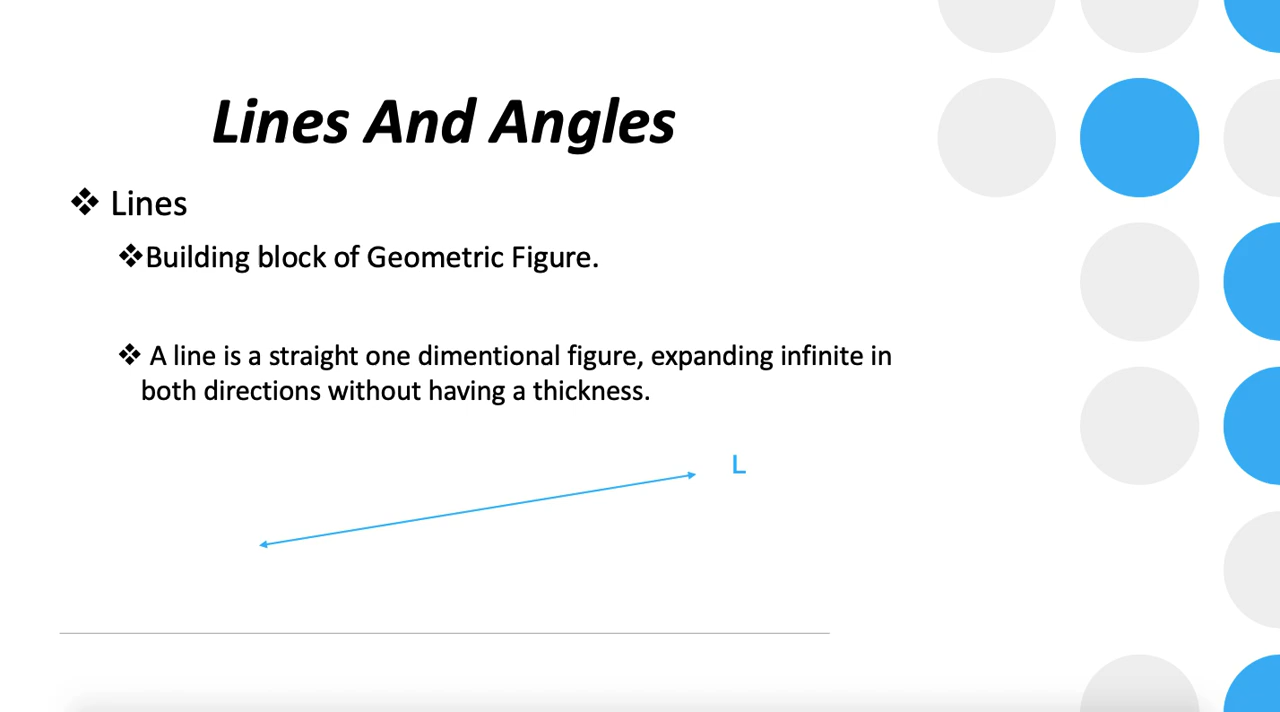 Lines And Angles
❖ Lines
❖Building block of Geometric Figure.
❖ A line is a straight one dimentional figure, expanding infinite in
both directions without having a thickness.
L